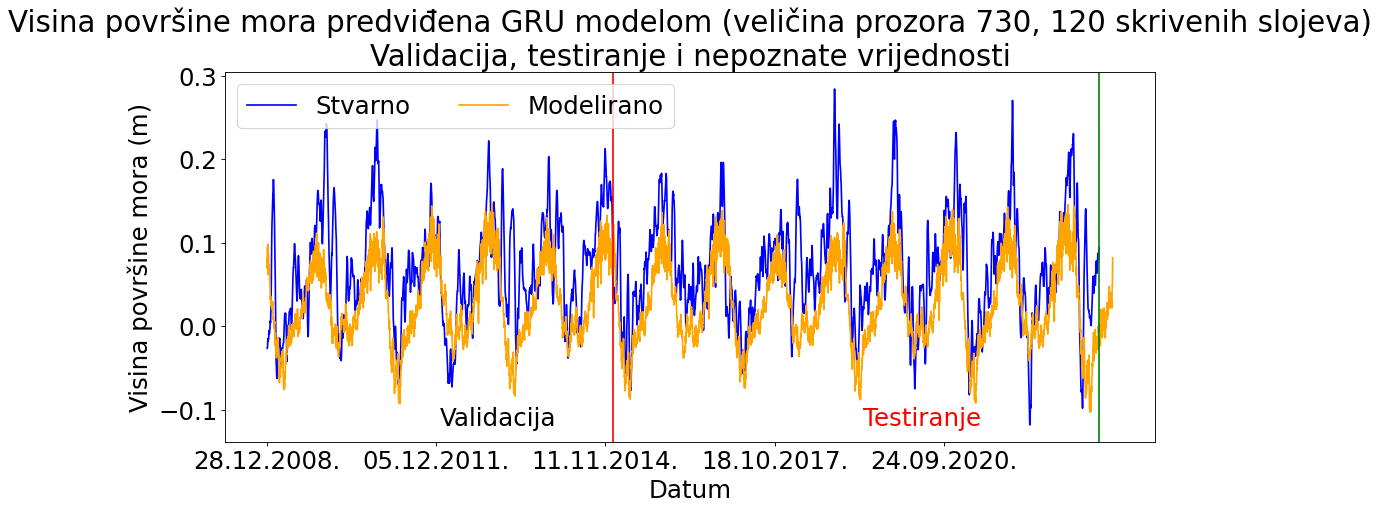 Visina površine mora predviđena GRU modelom (veličina prozora 730, 120 skrivenih slojeva)
Validacija, testiranje i nepoznate vrijednosti
Visina površine mora (m)
0.3
0.2
0.1
0.0
−0.1
Stvarno Modelirano
Validacija Testiranje
28.12.2008. 05.12.2011. 11.11.2014. 18.10.2017. 24.09.2020.
Datum